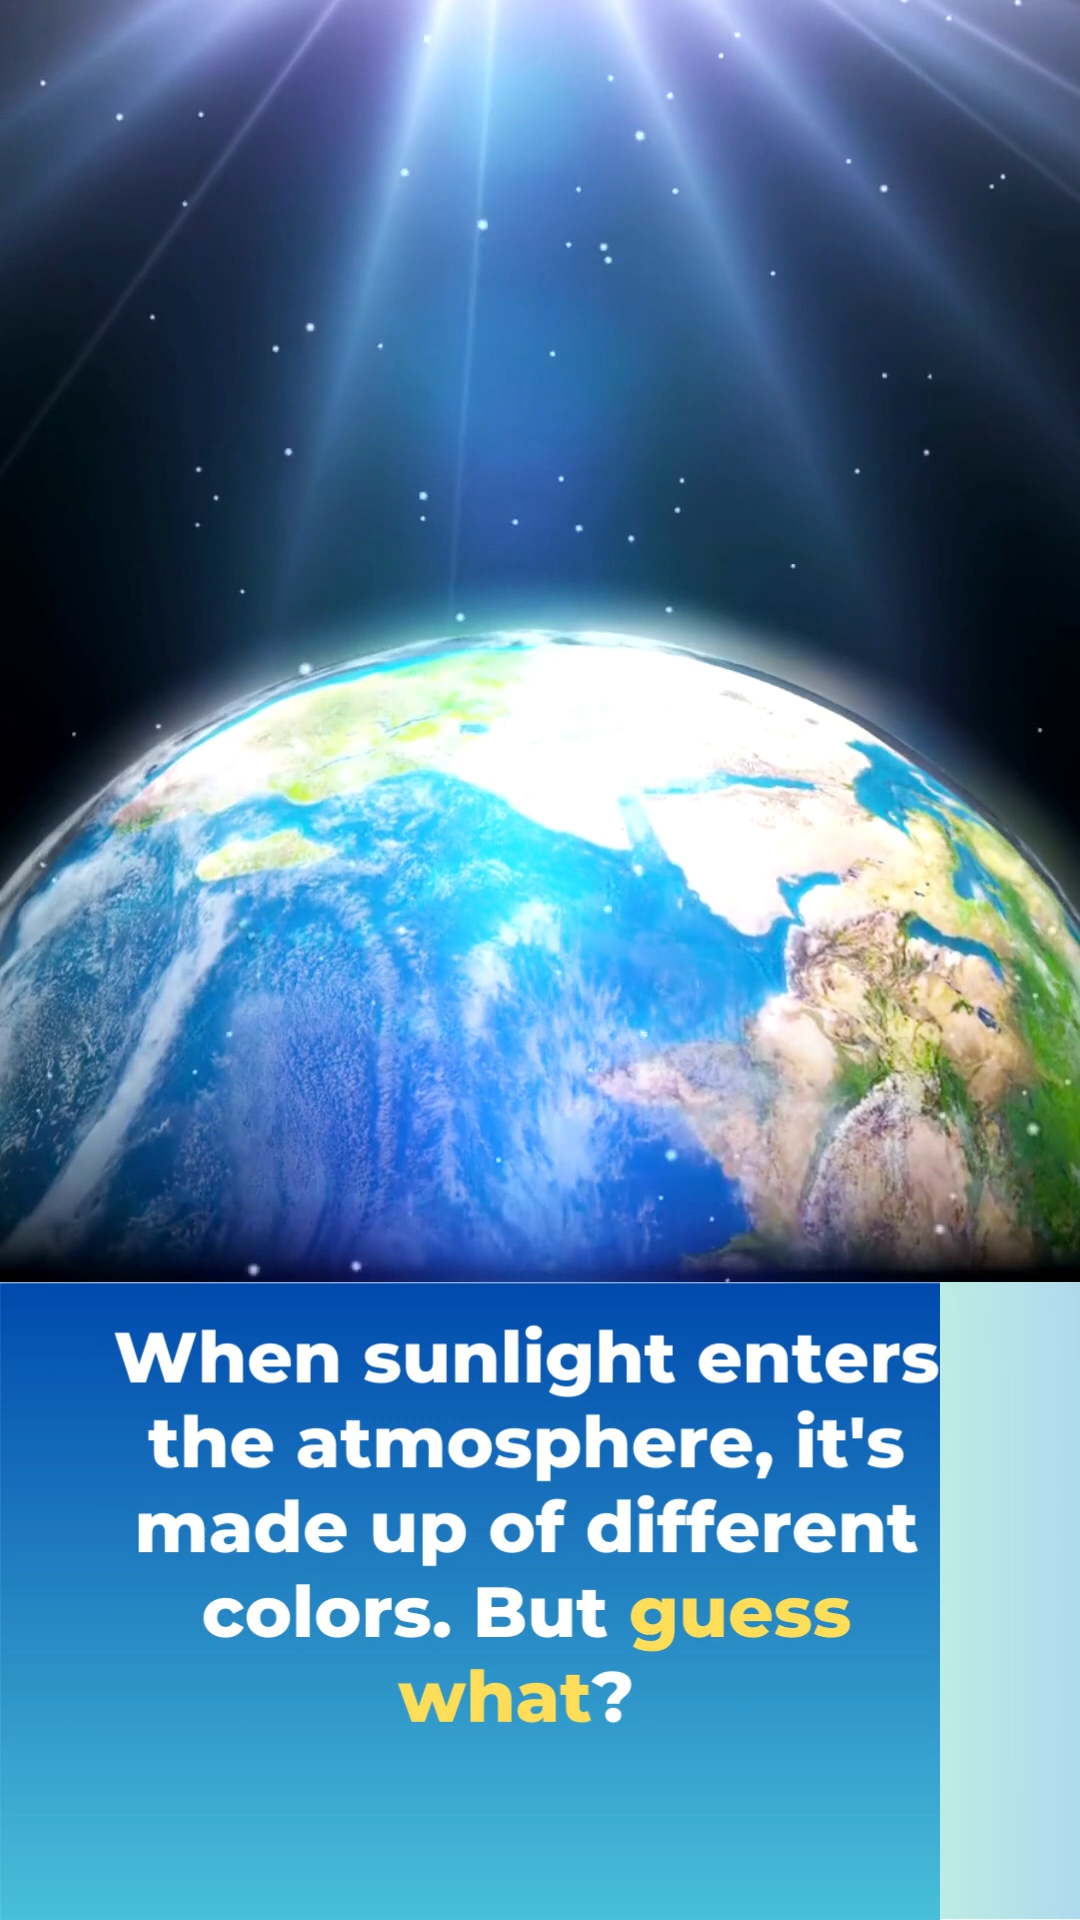 When sunlight enters
the atmosphere, it's
made up of different
colors. But guess
what?